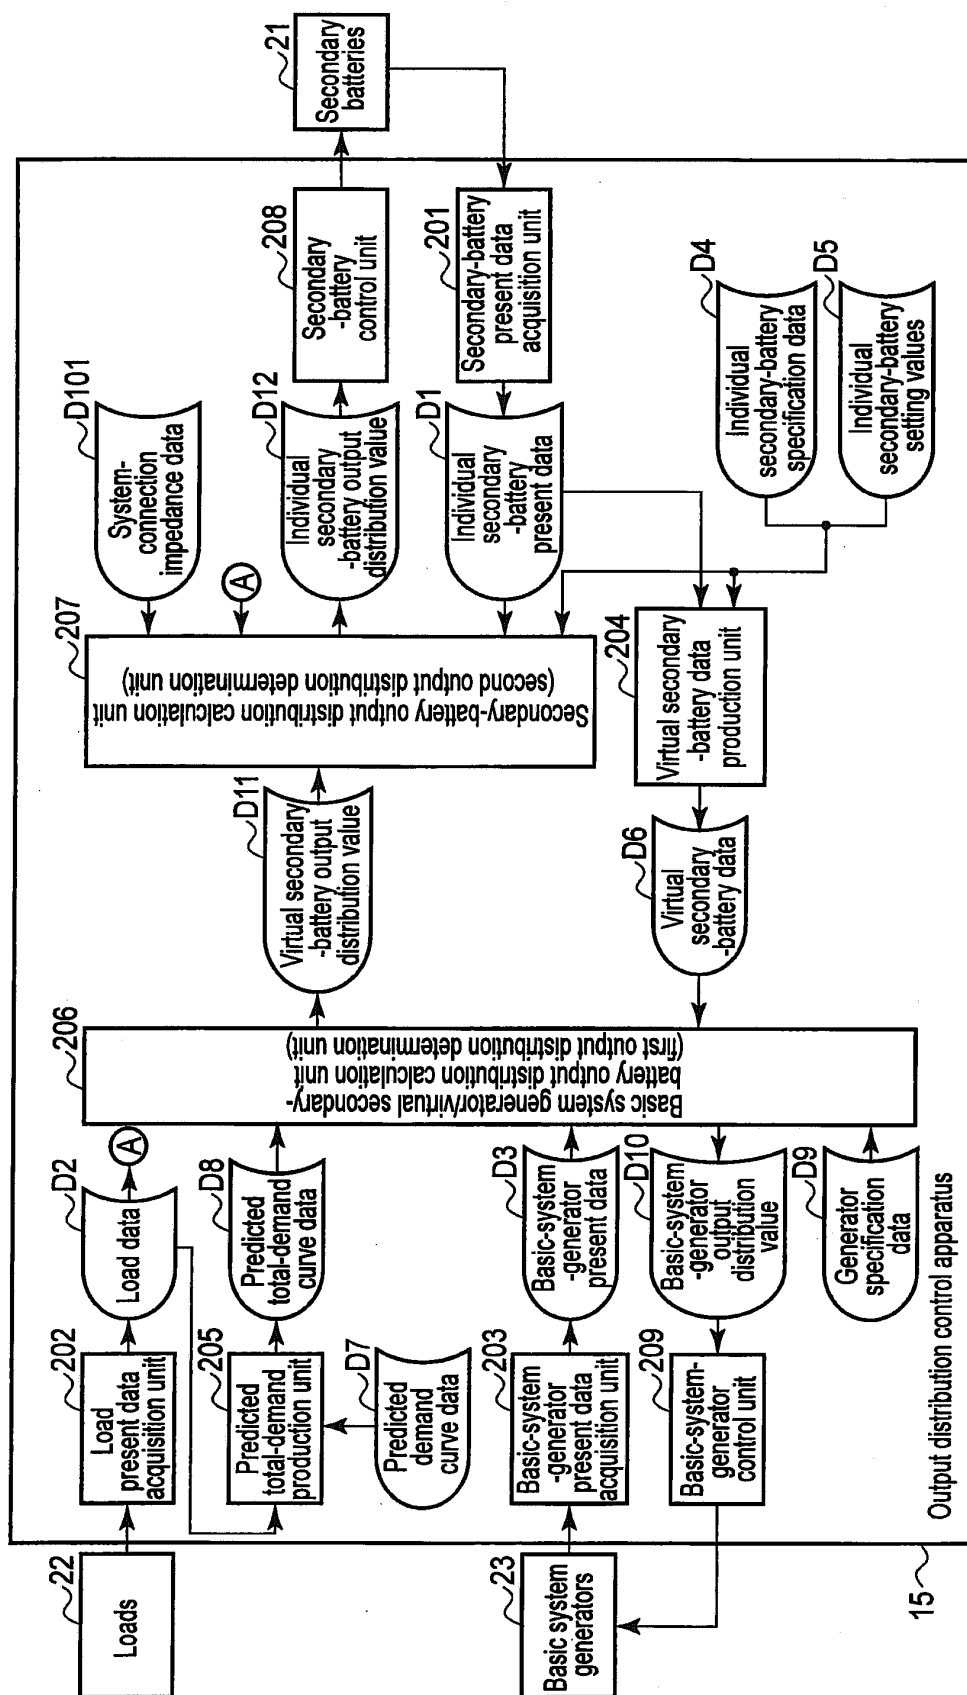 22
Loads
202
Load
present data
acquisition unit
D2
Load data
A
205
Predicted
total-demand
production unit
D8
Predicted
total-demand
curve data
D7
Predicted
demand
curve data
23
Basic system
generators
203
Basic-system
-generator
present data
acquisition unit
D3
Basic-system
-generator
present data
209
Basic-system-
generator
control unit
D10
Basic-system
-generator
output
distribution
value
D9
Generator
specification
data
206
Basic system generator/virtual secondary-
battery output distribution calculation unit
(first output distribution determination unit)
D11
Virtual secondary
-battery output
distribution value
D6
Virtual
secondary
-battery data
207
Secondary-battery output distribution calculation unit
(second output distribution determination unit)
204
Virtual secondary
-battery data
production unit
D101
System-
connection
impedance data
A
D12
Individual
secondary
-battery output
distribution value
D1
Individual
secondary
-battery
present data
208
Secondary
-battery
control unit
201
Secondary-battery
present data
acquisition unit
D4
Individual
secondary-battery
specification data
D5
Individual
secondary-battery
setting values
21
Secondary
batteries
15
Output distribution control apparatus